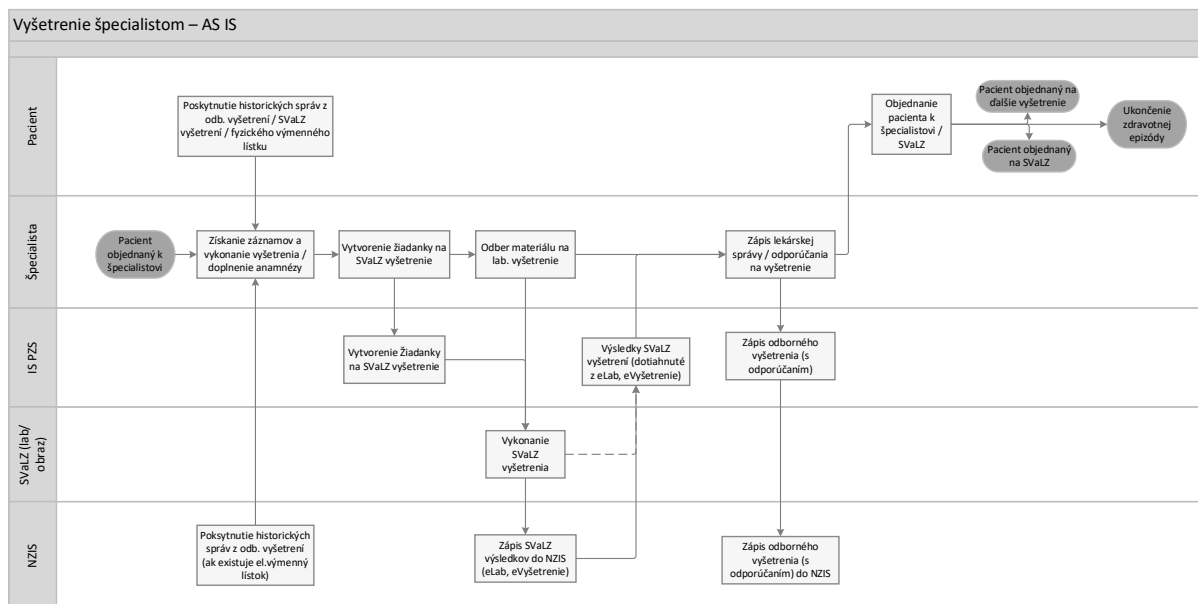 Vyšetrenie špecialistom – AS IS
Pacient
Poskytnutie historických správ z
odb. vyšetrení / SVaLZ
vyšetrení / fyzického výmenného
lístku
Objednanie
pacienta k
špecialistovi /
SVaLZ
Pacient objednaný na
ďalšie vyšetrenie
Pacient objednaný
na SVaLZ
Ukončenie
zdravotnej
epizódy
Špecialista
Pacient
objednaný k
špecialistovi
Získanie záznamov a
vykonanie vyšetrenia /
doplnenie anamnézy
Vytvorenie žiadanky na
SVaLZ vyšetrenie
Odber materiálu na
lab. vyšetrenie
Zápis lekárskej
správy / odporúčania
na vyšetrenie
IS PZS
Vytvorenie Žiadanky
na SVaLZ vyšetrenie
Výsledky SVaLZ
vyšetrení (dotiahnuté
z eLab, eVyšetrenie)
Zápis odborného
vyšetrenia (s
odporúčaním)
SVaLZ (lab/
obraz)
Vykonanie
SVaLZ
vyšetrenia
NZIS
Poksytnutie historických
správ z odb. vyšetrení
(ak existuje el.výmenný
lístok)
Zápis SVaLZ
výsledkov do NZIS
(eLab, eVyšetrenie)
Zápis odborného
vyšetrenia (s
odporúčaním) do NZIS